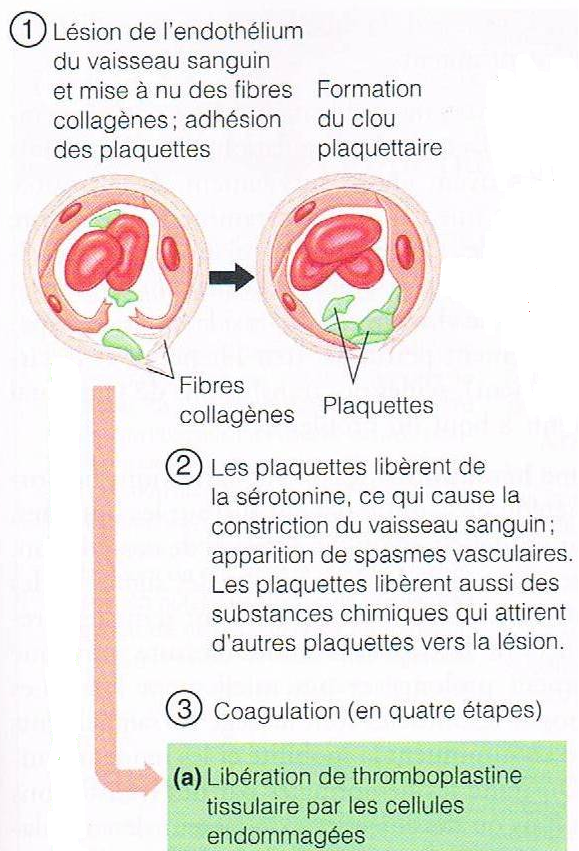 ① Lésion de l'endothélium
du vaisseau sanguin
et mise à nu des fibres
collagènes ; adhésion
des plaquettes
Formation
du clou
plaquettaire
Fibres
collagènes
Plaquettes
② Les plaquettes libèrent de
la sérotonine, ce qui cause la
constriction du vaisseau sanguin ;
apparition de spasmes vasculaires.
Les plaquettes libèrent aussi des
substances chimiques qui attirent
d'autres plaquettes vers la lésion.
③ Coagulation (en quatre étapes)
(a) Libération de thromboplastine
tissulaire par les cellules
endommagées